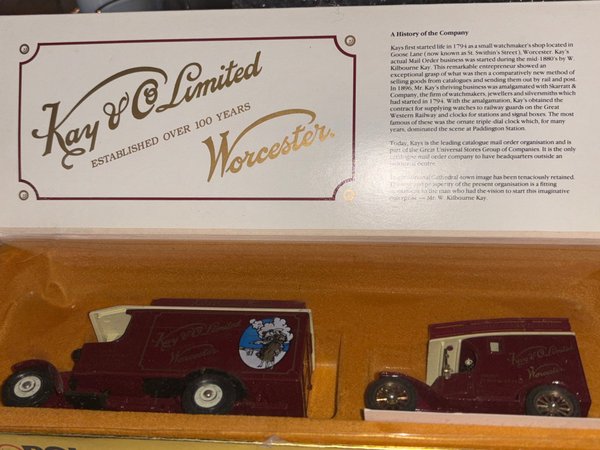 Kay & Co Limited
ESTABLISHED OVER 100 YEARS
Worcester.
A History of the Company
Kays first started life in 1794 as a small watchmaker's shop located in
Goose Lane (now known as St. Swithin's Street), Worcester. Kay's
actual Mail Order business was started during the mid-1880's by W.
Kilbourne Kay. This remarkable entrepreneur showed an
exceptional grasp of what was then a comparatively new method of
selling goods from catalogues and sending them out by rail and post.
In 1896, Mr. Kay's thriving business was amalgamated with Skarratt &
Company, the firm of watchmakers, jewellers and silversmiths which
had started in 1794. With the amalgamation, Kay's obtained the
contract for supplying watches to railway guards on the Great
Western Railway and clocks for stations and signal boxes. The most
famous of these was the ornate triple-dial clock which, for many
years, dominated the scene at Paddington Station.
Today, Kays is the leading catalogue mail order organisation and is
part of the Great Universal Stores Group of Companies. It is the only
catalogue mail order company to have headquarters outside an
centre.
Cathedral town image has been tenaciously retained.
prosperity of the present organisation is a fitting
to the man who had the vision to start this imaginative
— Mr. W. Kilbourne Kay.
Kay & Co Limited
Worcester
Kay & Co Limited
Worcester